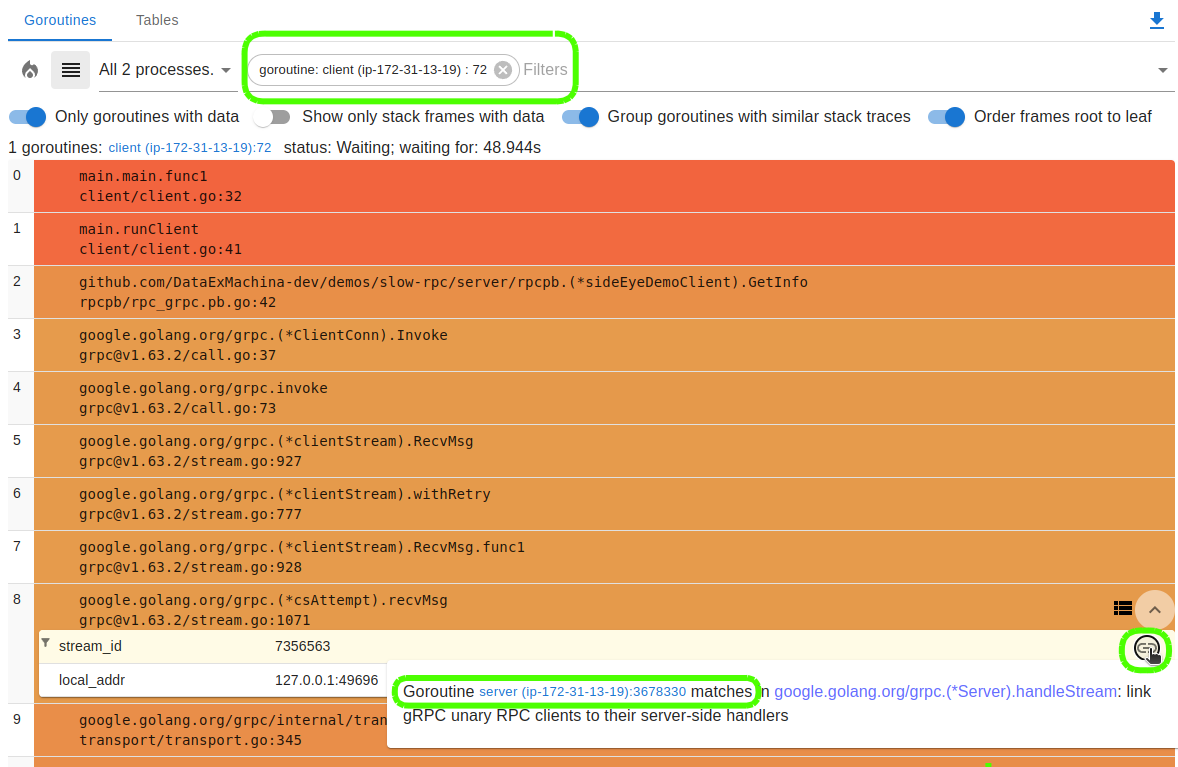 Goroutines Tables
All 2 processes. goroutine: client (ip-172-31-13-19) : 72 Filters
Only goroutines with data Show only stack frames with data Group goroutines with similar stack traces Order frames root to leaf
1 goroutines: client (ip-172-31-13-19):72 status: Waiting; waiting for: 48.944s
0 main.main.func1
client/client.go:32
1 main.runClient
client/client.go:41
2 github.com/DataExMachina-dev/demos/slow-rpc/server/rpcpb.(*sideEyeDemoClient).GetInfo
rpcpb/rpc_grpc.pb.go:42
3 google.golang.org/grpc.(*ClientConn).Invoke
grpc@v1.63.2/call.go:37
4 google.golang.org/grpc.invoke
grpc@v1.63.2/call.go:73
5 google.golang.org/grpc.(*clientStream).RecvMsg
grpc@v1.63.2/stream.go:927
6 google.golang.org/grpc.(*clientStream).withRetry
grpc@v1.63.2/stream.go:777
7 google.golang.org/grpc.(*clientStream).RecvMsg.func1
grpc@v1.63.2/stream.go:928
8 google.golang.org/grpc.(*csAttempt).recvMsg
grpc@v1.63.2/stream.go:1071
stream_id 7356563
local_addr 127.0.0.1:49696
Goroutine server (ip-172-31-13-19):3678330 matches in google.golang.org/grpc.(*Server).handleStream: link
gRPC unary RPC clients to their server-side handlers
9 google.golang.org/grpc/internal/tran
transport/transport.go:345